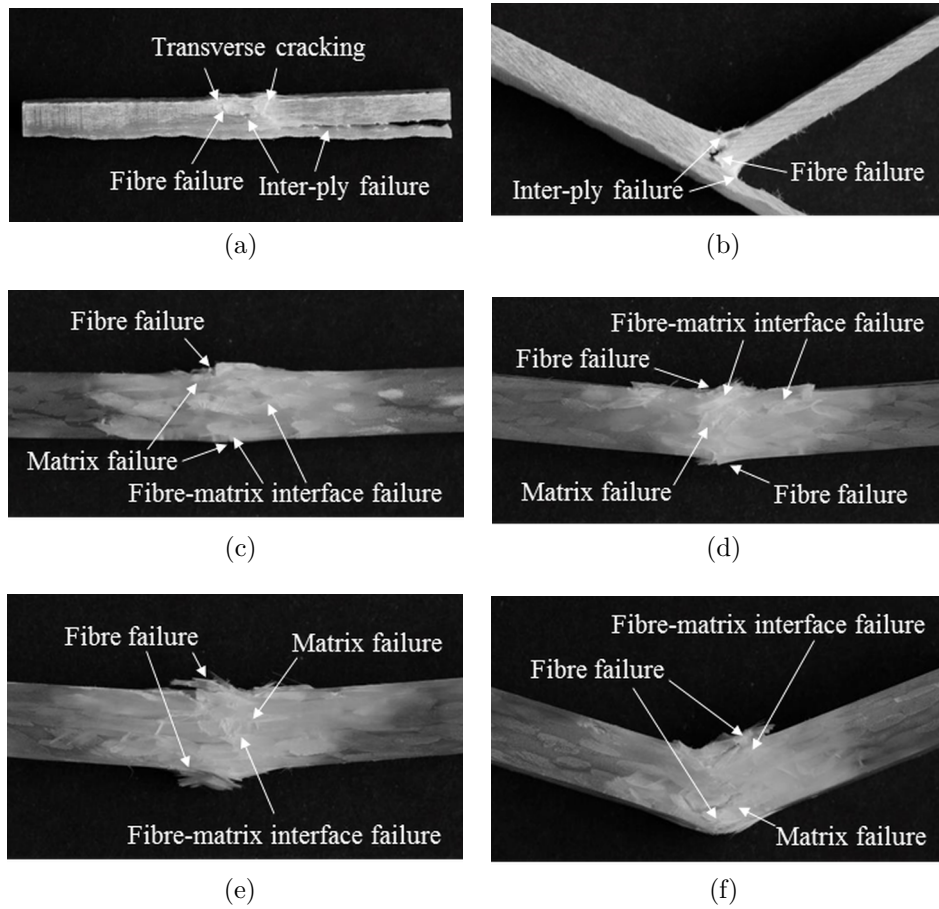 Transverse cracking
Fibre failure
Inter-ply failure
(a)
Inter-ply failure
Fibre failure
(b)
Fibre failure
Matrix failure
Fibre-matrix interface failure
(c)
Fibre-matrix interface failure
Fibre failure
Matrix failure
Fibre failure
(d)
Fibre failure
Matrix failure
Fibre-matrix interface failure
(e)
Fibre-matrix interface failure
Fibre failure
Matrix failure
(f)